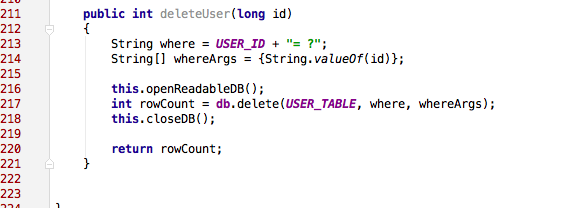 211 public int deleteUser(long id)
212 {
213 String where = USER_ID + "= ?";
214 String[] whereArgs = {String.valueOf(id)};
215
216 this.openReadableDB();
217 int rowCount = db.delete(USER_TABLE, where, whereArgs);
218 this.closeDB();
219
220 return rowCount;
221 }
222
223